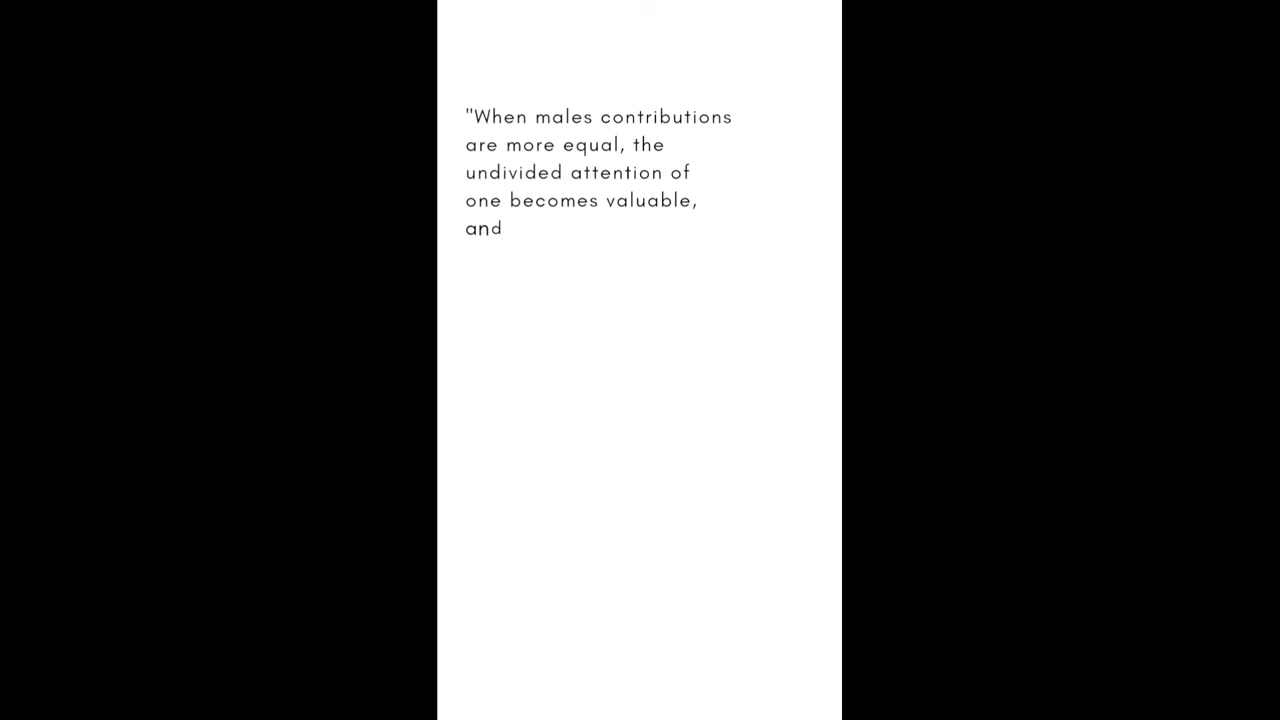 "When males contributions
are more equal, the
undivided attention of
one becomes valuable,
and